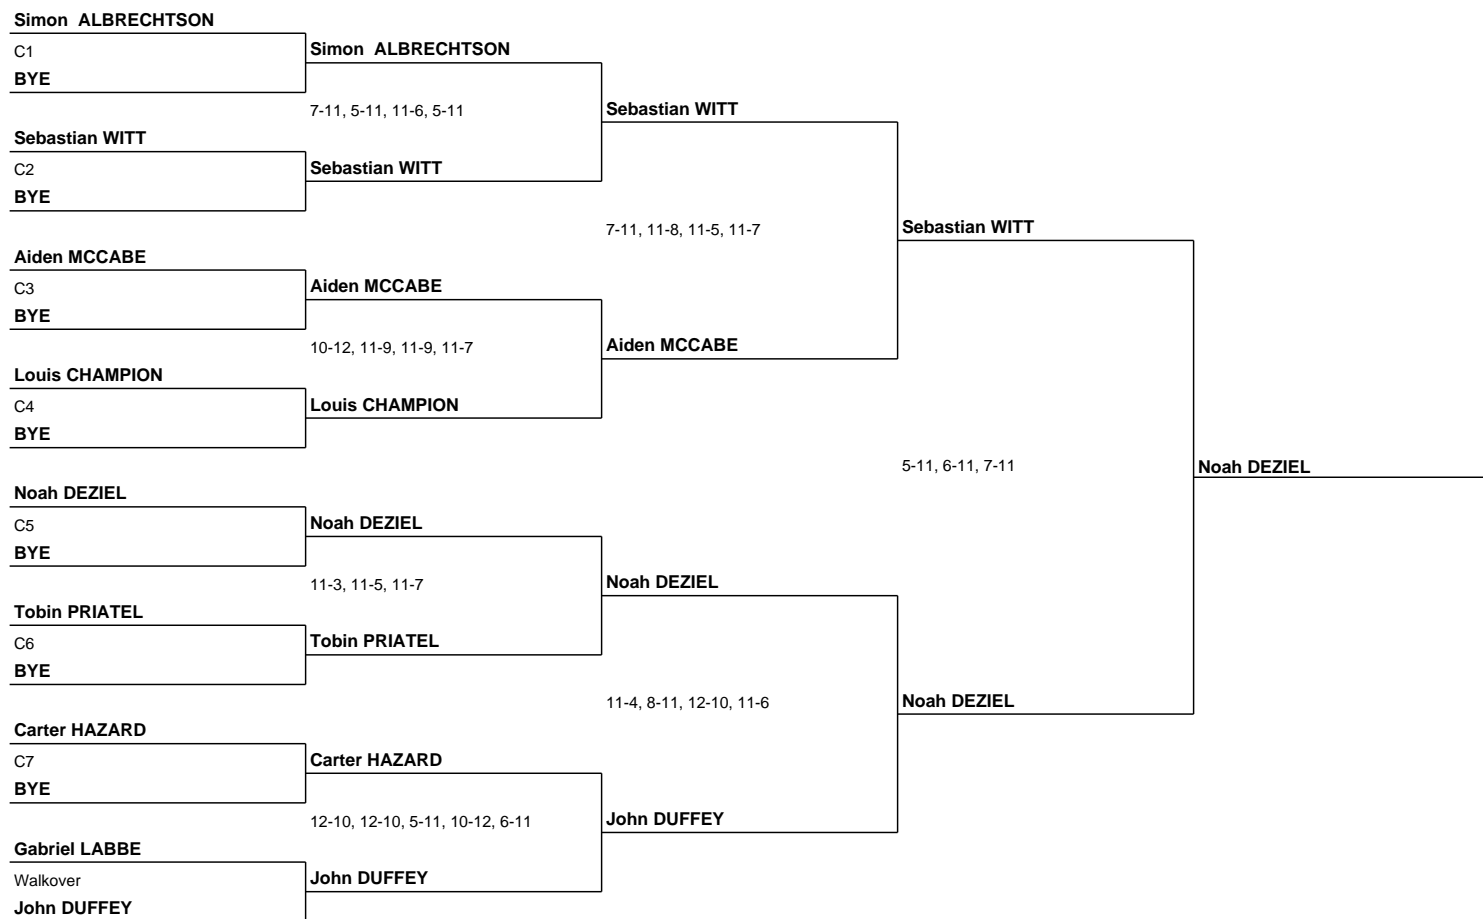 Simon  ALBRECHTSON
C1
BYE
Simon  ALBRECHTSON
7-11, 5-11, 11-6, 5-11
Sebastian WITT
C2
BYE
Sebastian WITT
Sebastian WITT
7-11, 11-8, 11-5, 11-7
Aiden MCCABE
C3
BYE
Aiden MCCABE
10-12, 11-9, 11-9, 11-7
Louis CHAMPION
C4
BYE
Louis CHAMPION
Aiden MCCABE
Sebastian WITT
5-11, 6-11, 7-11
Noah DEZIEL
Noah DEZIEL
C5
BYE
Noah DEZIEL
11-3, 11-5, 11-7
Tobin PRIATEL
C6
BYE
Tobin PRIATEL
Noah DEZIEL
11-4, 8-11, 12-10, 11-6
Noah DEZIEL
Carter HAZARD
C7
BYE
Carter HAZARD
12-10, 12-10, 5-11, 10-12, 6-11
John DUFFEY
Gabriel LABBE
Walkover
John DUFFEY
John DUFFEY